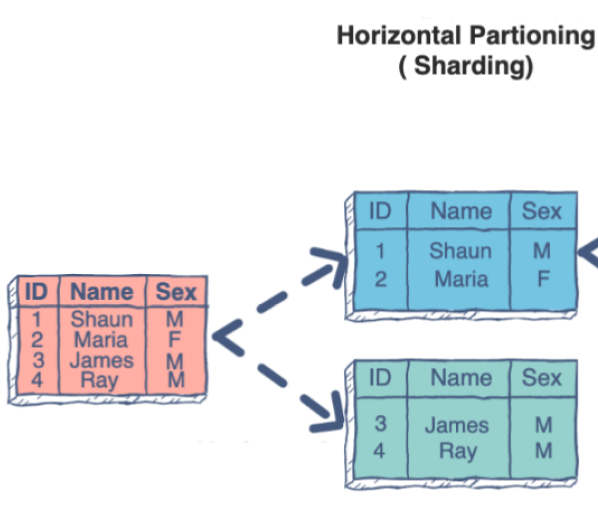 Horizontal Partioning
( Sharding)
ID Name Sex
1 Shaun M
2 Maria F
3 James M
4 Ray M
ID Name Sex
1 Shaun M
2 Maria F
ID Name Sex
3 James M
4 Ray M